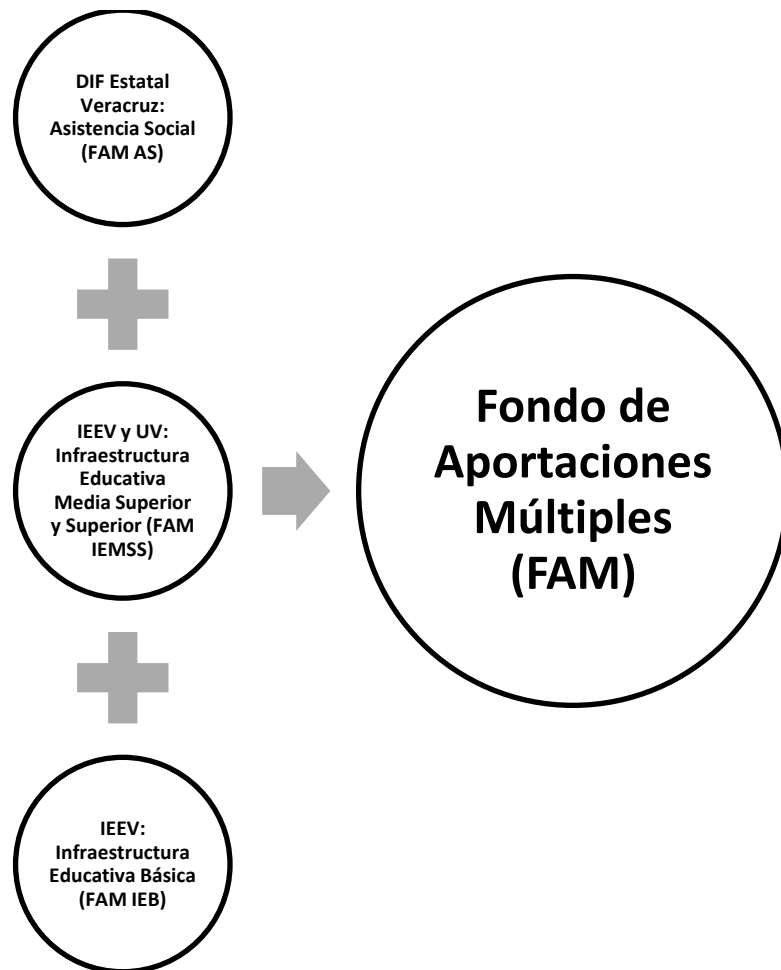 DIF Estatal
Veracruz:
Asistencia Social
(FAM AS)
IEEV y UV:
Infraestructura
Educativa
Media Superior
y Superior (FAM
IEMSS)
IEEV:
Infraestructura
Educativa Básica
(FAM IEB)
Fondo de
Aportaciones
Múltiples
(FAM)